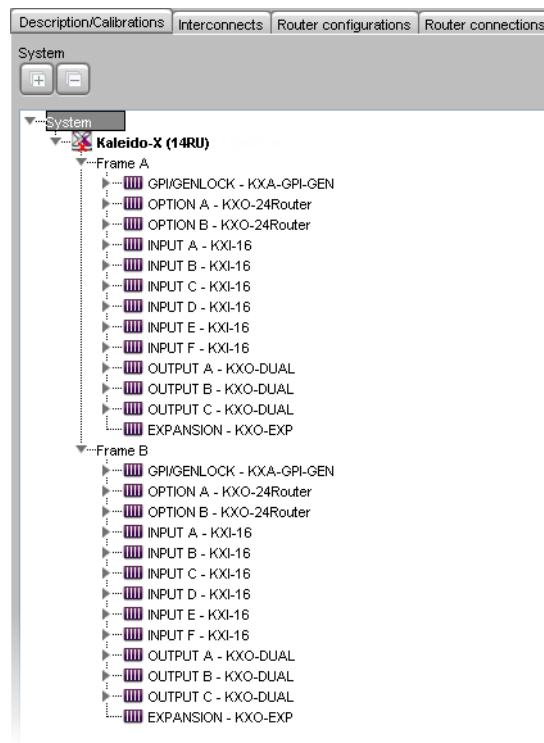 Description/Calibrations Interconnects Router configurations Router connections
System
System
Kaleido-X (14RU)
Frame A
GPI/GENLOCK - KXA-GPI-GEN
OPTION A - KXO-24Router
OPTION B - KXO-24Router
INPUT A - KXI-16
INPUT B - KXI-16
INPUT C - KXI-16
INPUT D - KXI-16
INPUT E - KXI-16
INPUT F - KXI-16
OUTPUT A - KXO-DUAL
OUTPUT B - KXO-DUAL
OUTPUT C - KXO-DUAL
EXPANSION - KXO-EXP
Frame B
GPI/GENLOCK - KXA-GPI-GEN
OPTION A - KXO-24Router
OPTION B - KXO-24Router
INPUT A - KXI-16
INPUT B - KXI-16
INPUT C - KXI-16
INPUT D - KXI-16
INPUT E - KXI-16
INPUT F - KXI-16
OUTPUT A - KXO-DUAL
OUTPUT B - KXO-DUAL
OUTPUT C - KXO-DUAL
EXPANSION - KXO-EXP